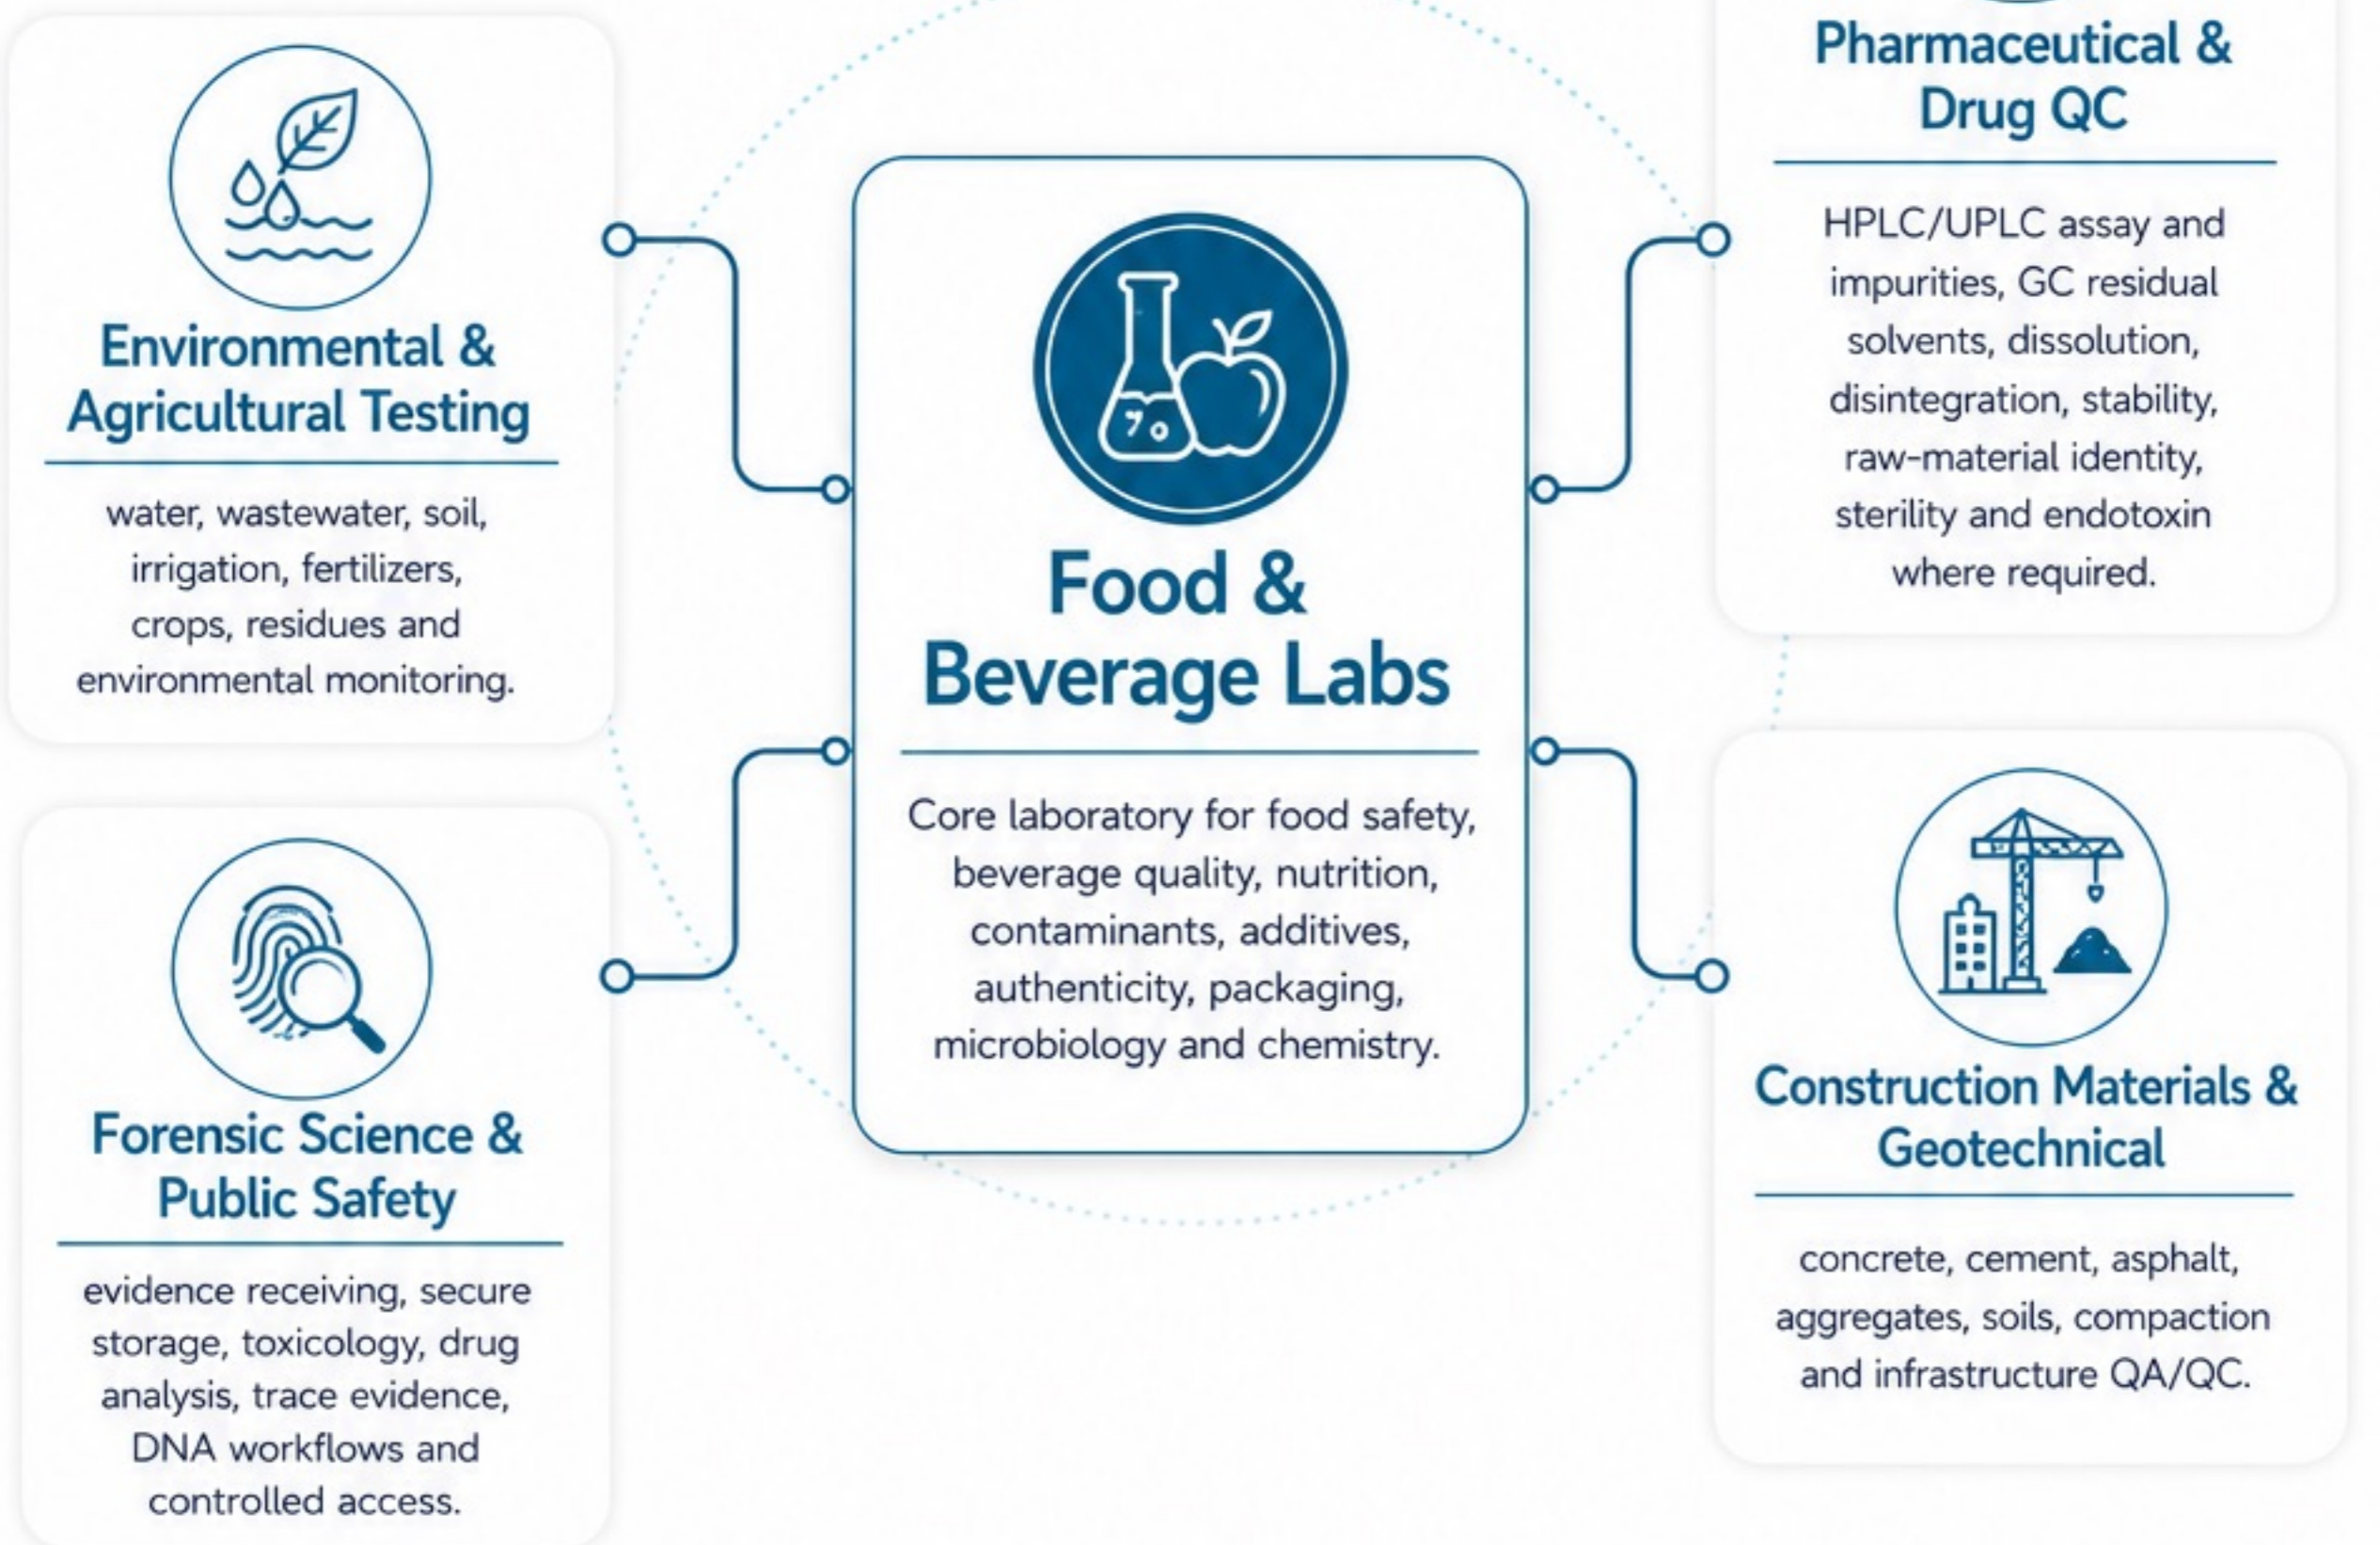 Environmental &
Agricultural Testing
water, wastewater, soil,
irrigation, fertilizers,
crops, residues and
environmental monitoring.
Forensic Science &
Public Safety
evidence receiving, secure
storage, toxicology, drug
analysis, trace evidence,
DNA workflows and
controlled access.
Food &
Beverage Labs
Core laboratory for food safety,
beverage quality, nutrition,
contaminants, additives,
authenticity, packaging,
microbiology and chemistry.
Pharmaceutical &
Drug QC
HPLC/UPLC assay and
impurities, GC residual
solvents, dissolution,
disintegration, stability,
raw-material identity,
sterility and endotoxin
where required.
Construction Materials &
Geotechnical
concrete, cement, asphalt,
aggregates, soils, compaction
and infrastructure QA/QC.